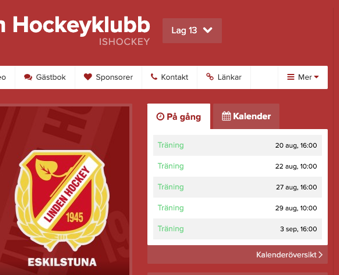 n Hockeyklubb
ISHOCKEY
Lag 13
eo Gästbok Sponsorer Kontakt Länkar Mer
På gång Kalender
Träning 20 aug, 16:00
Träning 22 aug, 10:00
Träning 27 aug, 16:00
Träning 29 aug, 10:00
Träning 3 sep, 16:00
Kalenderöversikt
LINDEN HOCKEY
1945
ESKILSTUNA